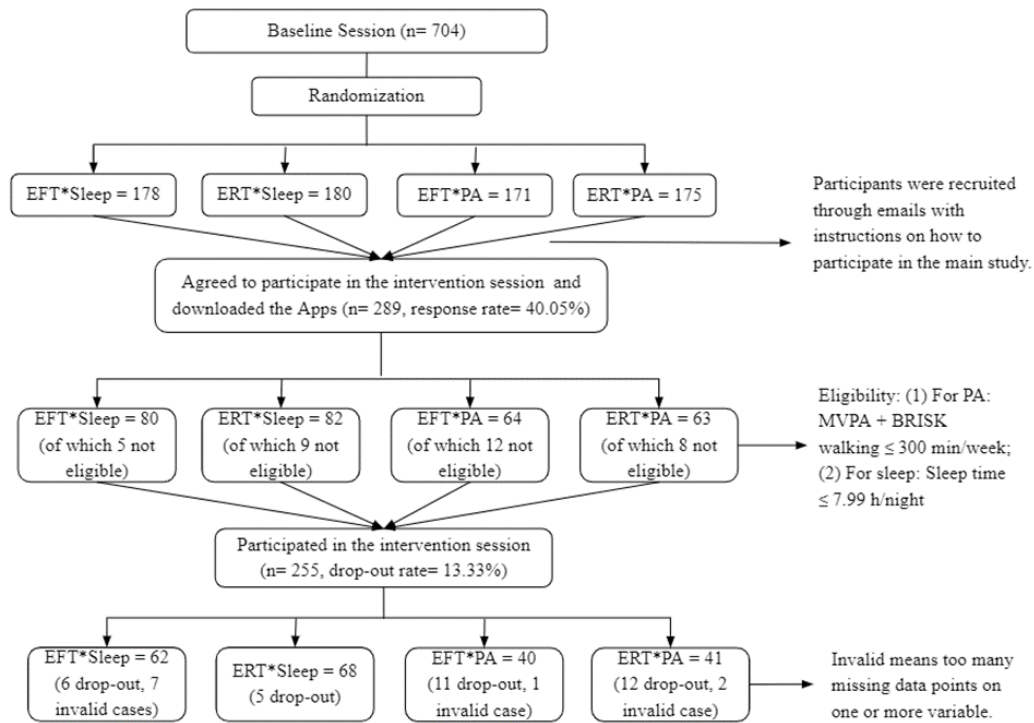 Baseline Session (n= 704)
Randomization
EFT*Sleep = 178
ERT*Sleep = 180
EFT*PA = 171
ERT*PA = 175
Participants were recruited
through emails with
instructions on how to
participate in the main study.
Agreed to participate in the intervention session and
downloaded the Apps (n= 289, response rate= 40.05%)
EFT*Sleep = 80
(of which 5 not
eligible)
ERT*Sleep = 82
(of which 9 not
eligible)
EFT*PA = 64
(of which 12 not
eligible)
ERT*PA = 63
(of which 8 not
eligible)
Eligibility: (1) For PA:
MVPA + BRISK
walking ≤ 300 min/week;
(2) For sleep: Sleep time
≤ 7.99 h/night
Participated in the intervention session
(n= 255, drop-out rate= 13.33%)
EFT*Sleep = 62
(6 drop-out, 7
invalid cases)
ERT*Sleep = 68
(5 drop-out)
EFT*PA = 40
(11 drop-out, 1
invalid case)
ERT*PA = 41
(12 drop-out, 2
invalid case)
Invalid means too many
missing data points on
one or more variable.